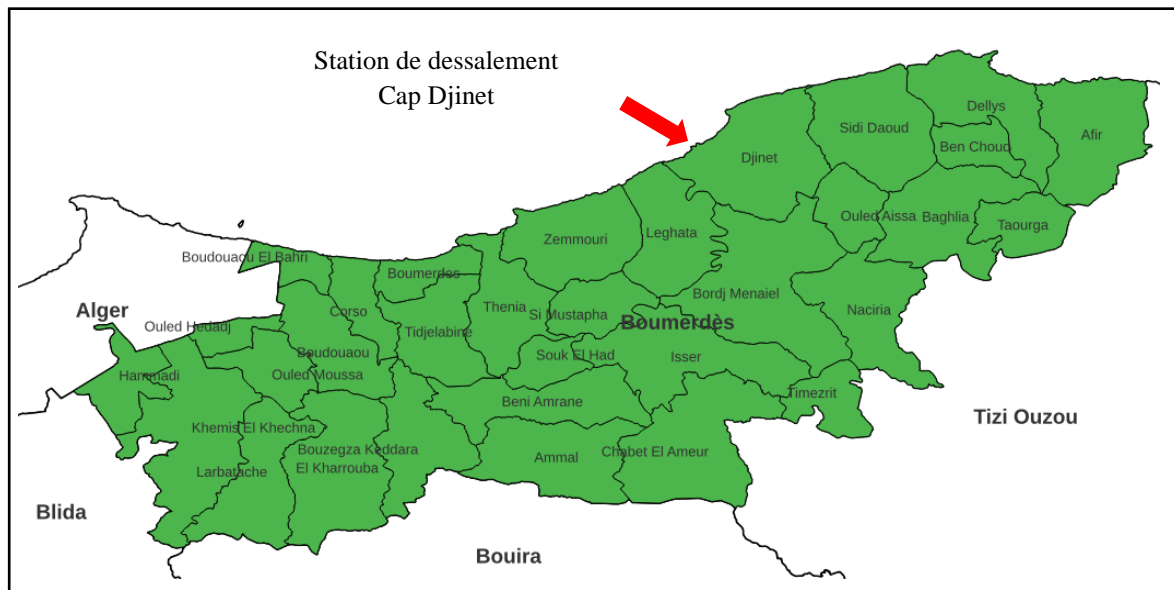 Station de dessalement
Cap Djinet
Dellys
Sidi Daoud
Afir
Ben Choud
Djinet
Ouled Aissa
Baghlia
Taourga
Leghata
Zemmouri
Boudouaou El Bahri
Boumerdes
Bordj Menaiel
Thenia
Naciria
Alger
Corso
Si Mustapha
Boumerdès
Ouled Hedadj
Tidjelabine
Boudouaou
Souk El Had
Isser
Hammadi
Ouled Moussa
Timezrit
Beni Amrane
Tizi Ouzou
Khemis El Khechna
Bouzegza Keddara
Chabet El Ameur
Ammal
El Kharrouba
Larbatache
Blida
Bouira